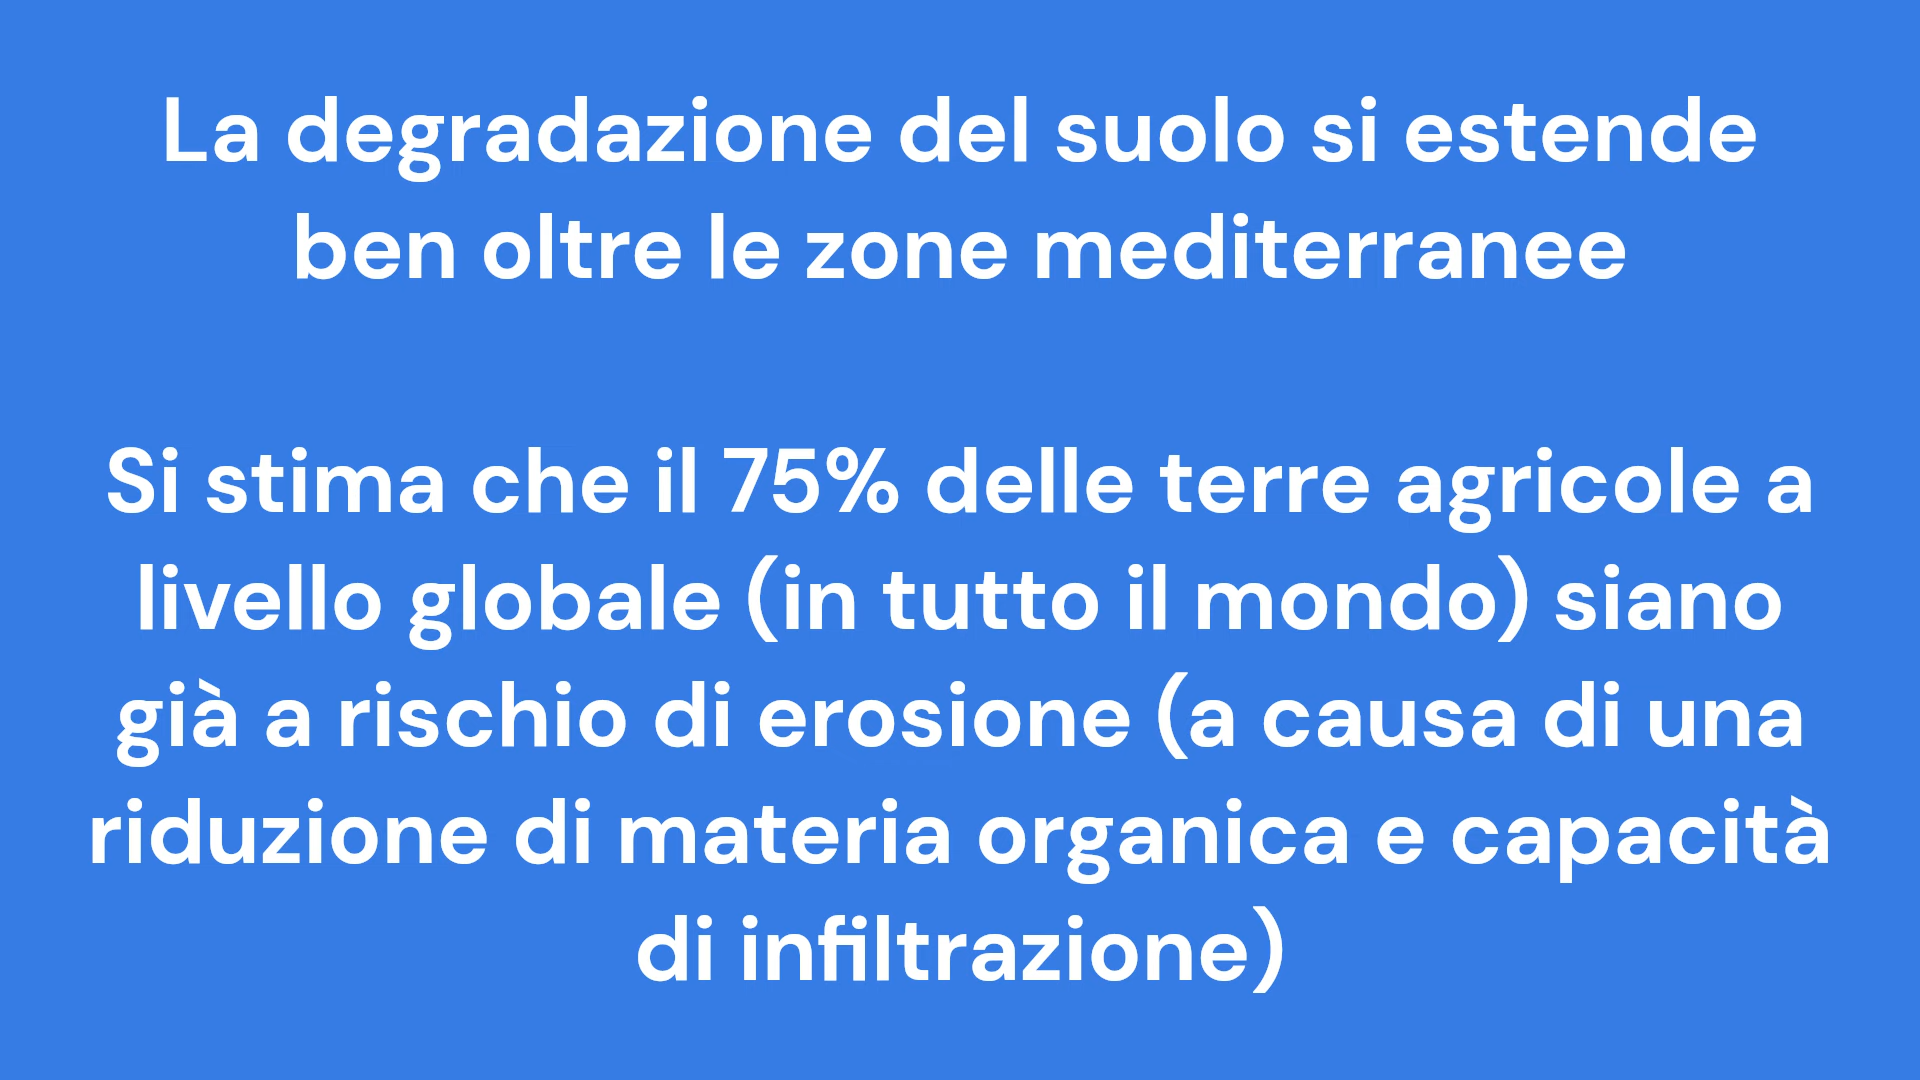 La degradazione del suolo si estende
ben oltre le zone mediterranee
Si stima che il 75% delle terre agricole a
livello globale (in tutto il mondo) siano
già a rischio di erosione (a causa di una
riduzione di materia organica e capacità
di infiltrazione)